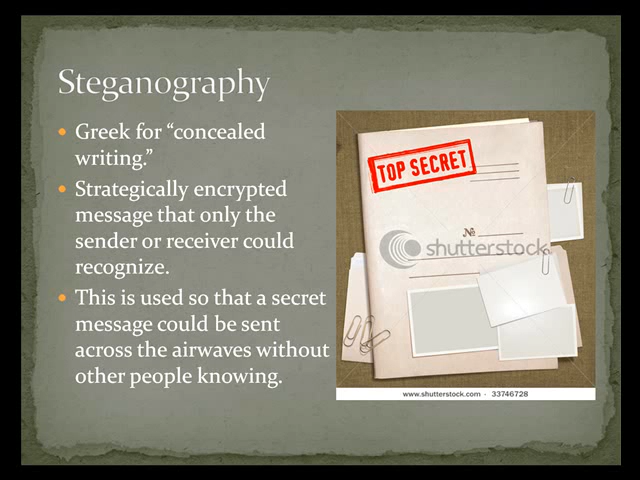 Steganography
Greek for “concealed
writing.”
Strategically encrypted
message that only the
sender or receiver could
recognize.
This is used so that a secret
message could be sent
across the airwaves without
other people knowing.
TOP SECRET
№
shutterstock
www.shutterstock.com · 33746728